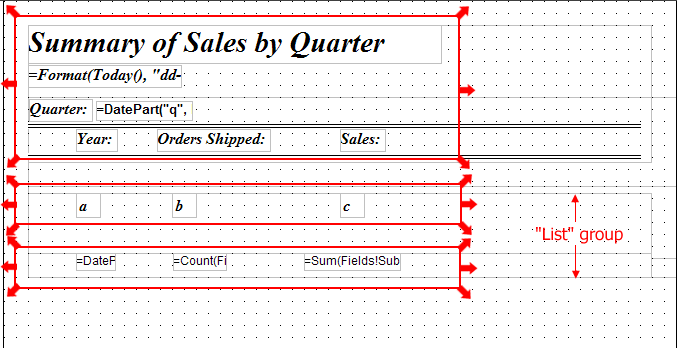 Summary of Sales by Quarter
=Format(Today(), "dd-
Quarter: =DatePart("q",
Year: Orders Shipped: Sales:
a b c
"List" group
=DateF =Count(Fi =Sum(Fields!Sub